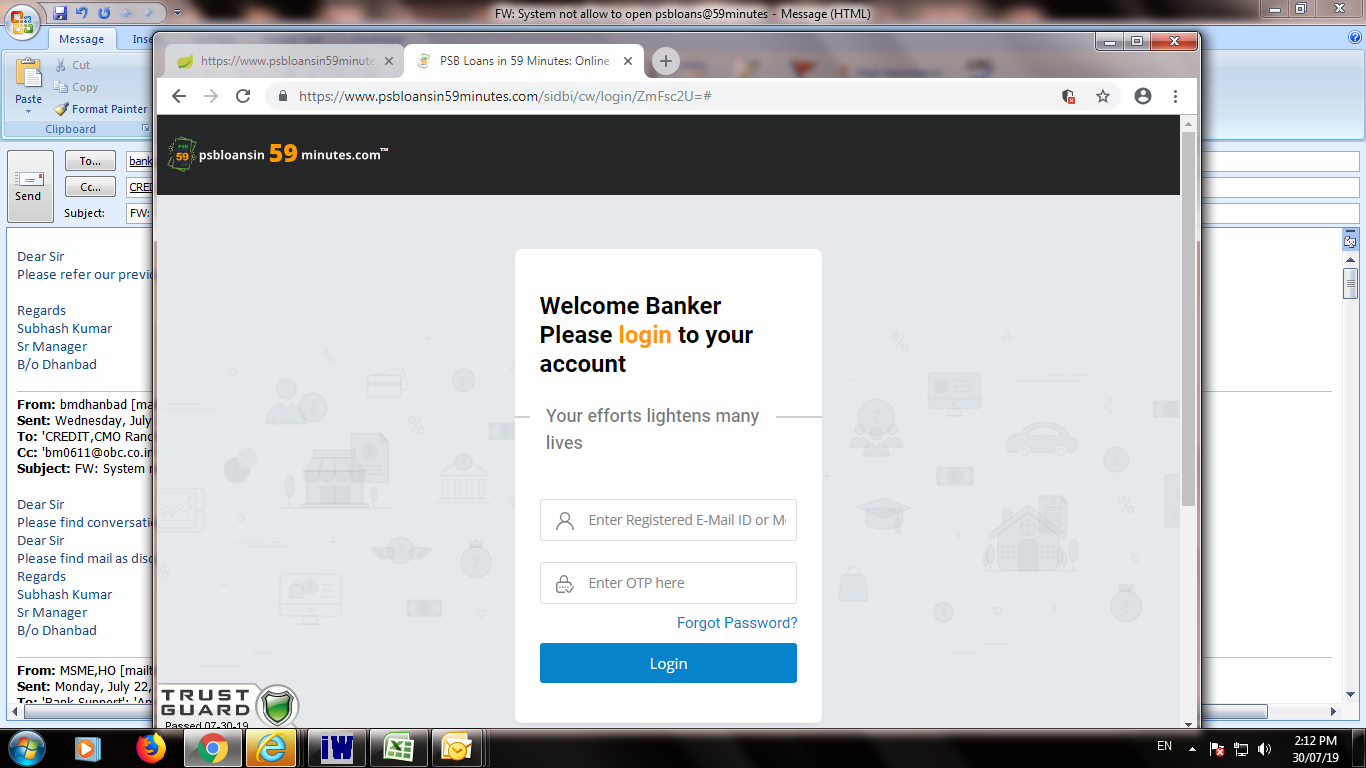 FW: System not allow to open psbloans@59minutes - Message (HTML)
Message
Inse
Cut
Copy
Format Painter
Paste
Clipboard
https://www.psbloansin59minute
PSB Loans in 59 Minutes: Online
https://www.psbloansin59minutes.com/sidbi/cw/login/ZmFsc2U=#
PSB 59 psbloansin 59 minutes.com™
Send
To...
bank
Cc...
CRED
Subject:
FW:
Dear Sir
Please refer our previo
Regards
Subhash Kumar
Sr Manager
B/o Dhanbad
From: bmdhanbad [ma
Sent: Wednesday, July
To: 'CREDIT,CMO Ranc
Cc: 'bm0611@obc.co.in
Subject: FW: System n
Dear Sir
Please find conversatio
Dear Sir
Please find mail as disc
Regards
Subhash Kumar
Sr Manager
B/o Dhanbad
From: MSME,HO [mailt
Sent: Monday, July 22,
To: 'Bank Support'; 'Am
Welcome Banker
Please login to your
account
Your efforts lightens many
lives
Enter Registered E-Mail ID or Mo
Enter OTP here
Forgot Password?
Login
TRUST
GUARD
Passed 07-30-19
iW
EN
2:12 PM
30/07/19